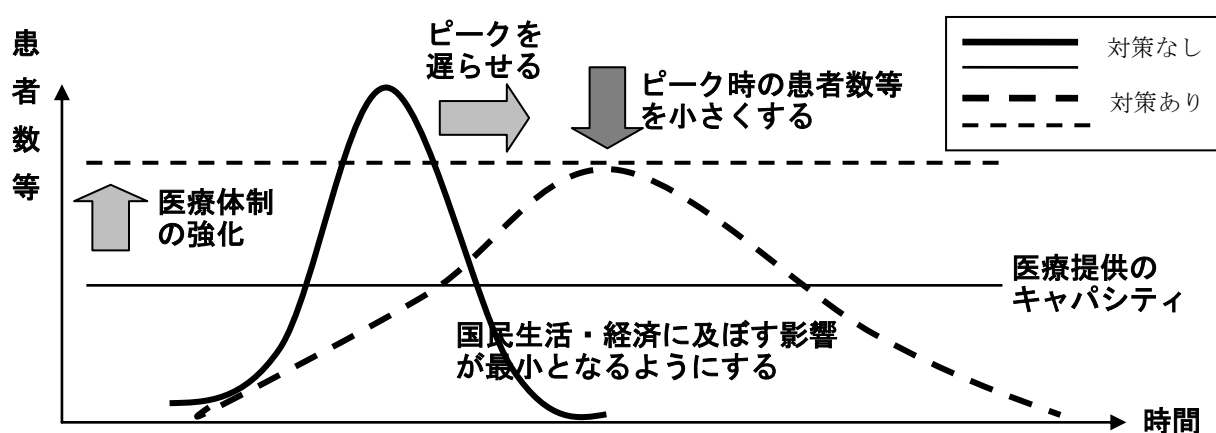 患者数等
ピークを
遅らせる
ピーク時の患者数等
を小さくする
対策なし
対策あり
医療体制
の強化
医療提供の
キャパシティ
国民生活・経済に及ぼす影響
が最小となるようにする
時間